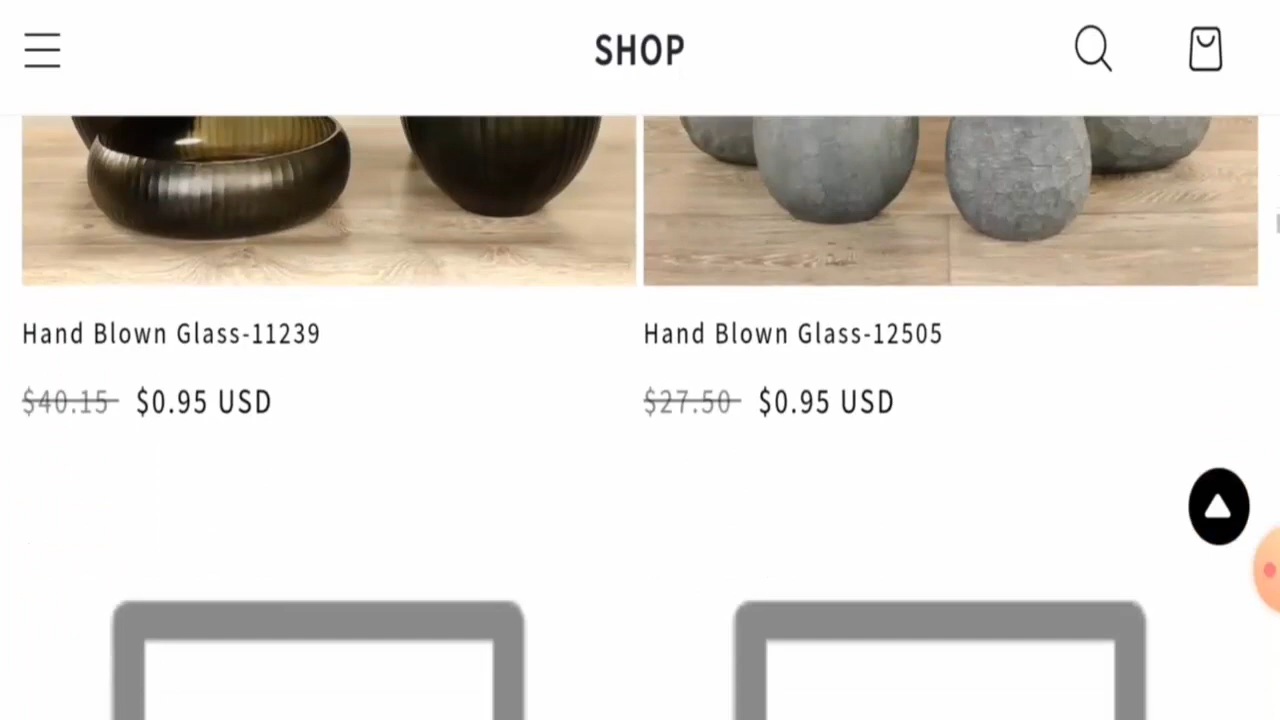 SHOP
Hand Blown Glass-11239
Hand Blown Glass-12505
$40.15 $0.95 USD
$27.50 $0.95 USD